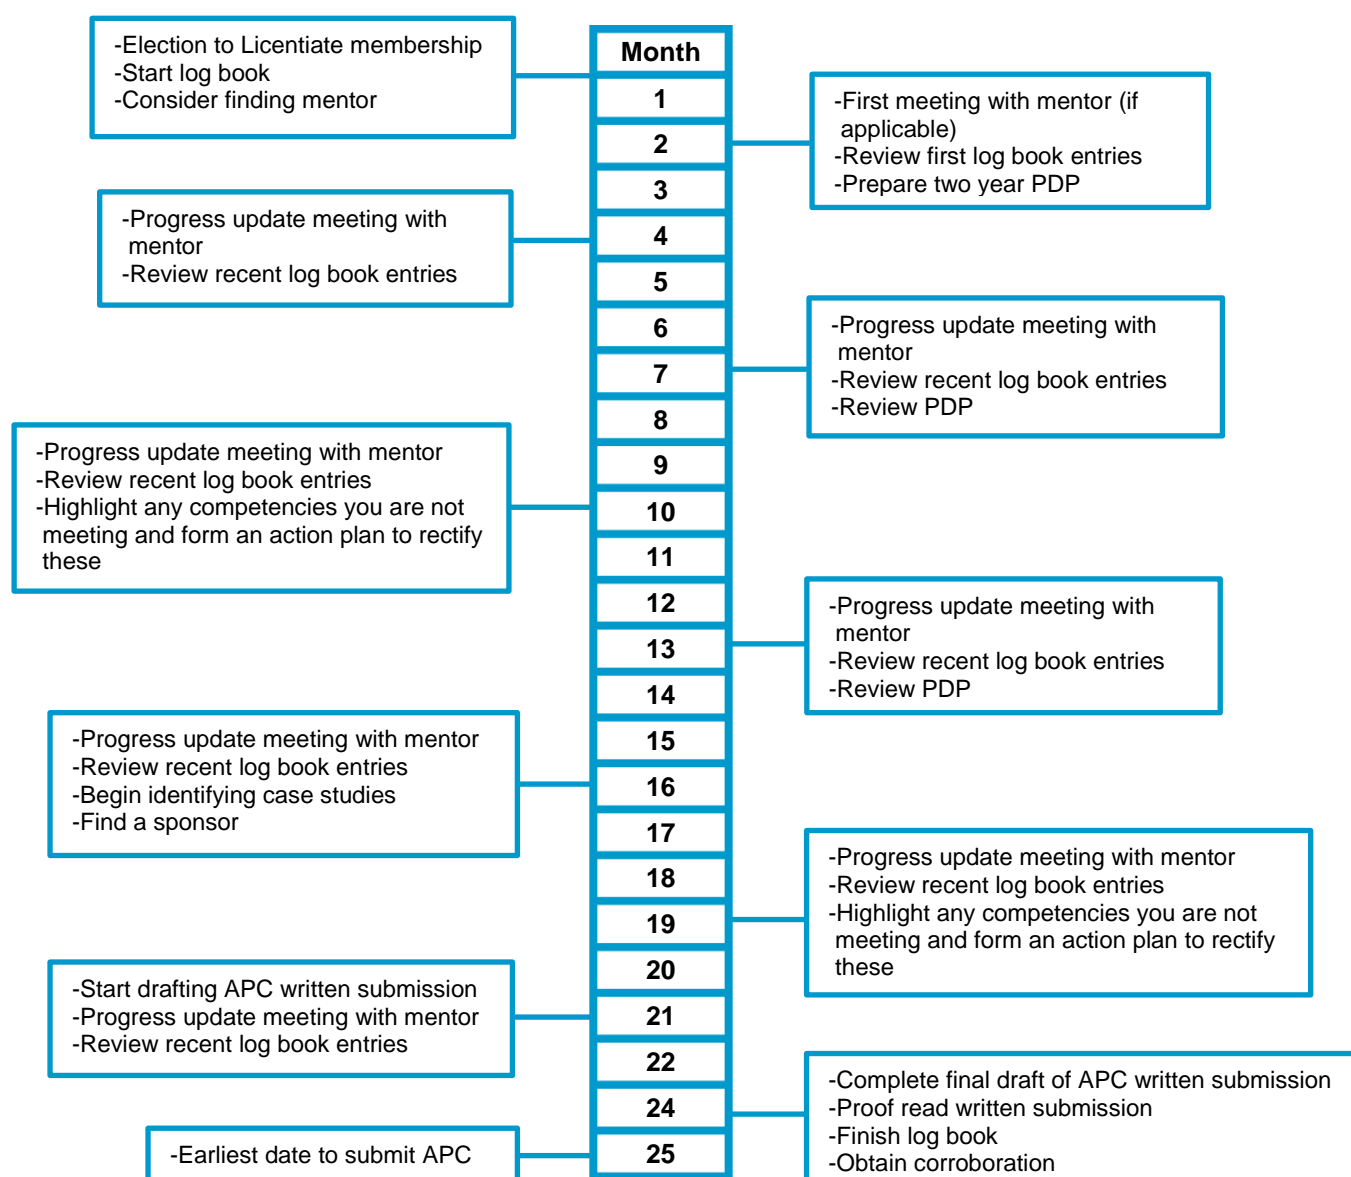 -Election to Licentiate membership
-Start log book
-Consider finding mentor
Month
1
-First meeting with mentor (if
applicable)
-Review first log book entries
-Prepare two year PDP
2
3
-Progress update meeting with
mentor
-Review recent log book entries
4
5
6
-Progress update meeting with
mentor
-Review recent log book entries
-Review PDP
7
8
-Progress update meeting with mentor
-Review recent log book entries
-Highlight any competencies you are not
meeting and form an action plan to rectify
these
9
10
11
12
-Progress update meeting with
mentor
-Review recent log book entries
-Review PDP
13
14
-Progress update meeting with mentor
-Review recent log book entries
-Begin identifying case studies
-Find a sponsor
15
16
17
-Progress update meeting with mentor
-Review recent log book entries
-Highlight any competencies you are not
meeting and form an action plan to rectify
these
18
19
20
-Start drafting APC written submission
-Progress update meeting with mentor
-Review recent log book entries
21
22
-Complete final draft of APC written submission
-Proof read written submission
-Finish log book
-Obtain corroboration
24
-Earliest date to submit APC
25